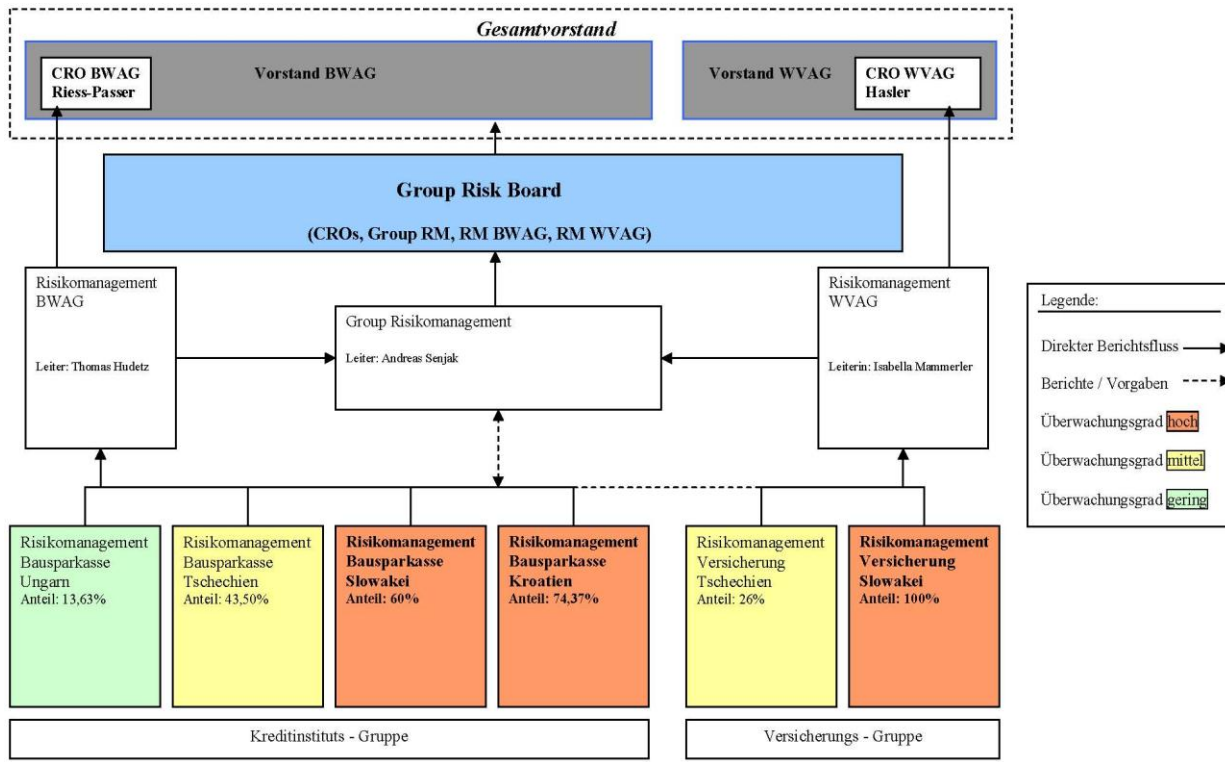 Gesamtvorstand
CRO BWAG
Riess-Passer
Vorstand BWAG
Vorstand WVAG
CRO WVAG
Hasler
Group Risk Board
(CROs, Group RM, RM BWAG, RM WVAG)
Risikomanagement
BWAG
Leiter: Thomas Hudetz
Group Risikomanagement
Leiter: Andreas Senjak
Risikomanagement
WVAG
Leiterin: Isabella Mammerler
Legende:
Direkter Berichtsfluss
Berichte / Vorgaben
Überwachungsgrad hoch
Überwachungsgrad mittel
Überwachungsgrad gering
Risikomanagement
Bausparkasse
Ungarn
Anteil: 13,63%
Risikomanagement
Bausparkasse
Tschechien
Anteil: 43,50%
Risikomanagement
Bausparkasse
Slowakei
Anteil: 60%
Risikomanagement
Bausparkasse
Kroatien
Anteil: 74,37%
Risikomanagement
Versicherung
Tschechien
Anteil: 26%
Risikomanagement
Versicherung
Slowakei
Anteil: 100%
Kreditinstituts - Gruppe
Versicherungs - Gruppe